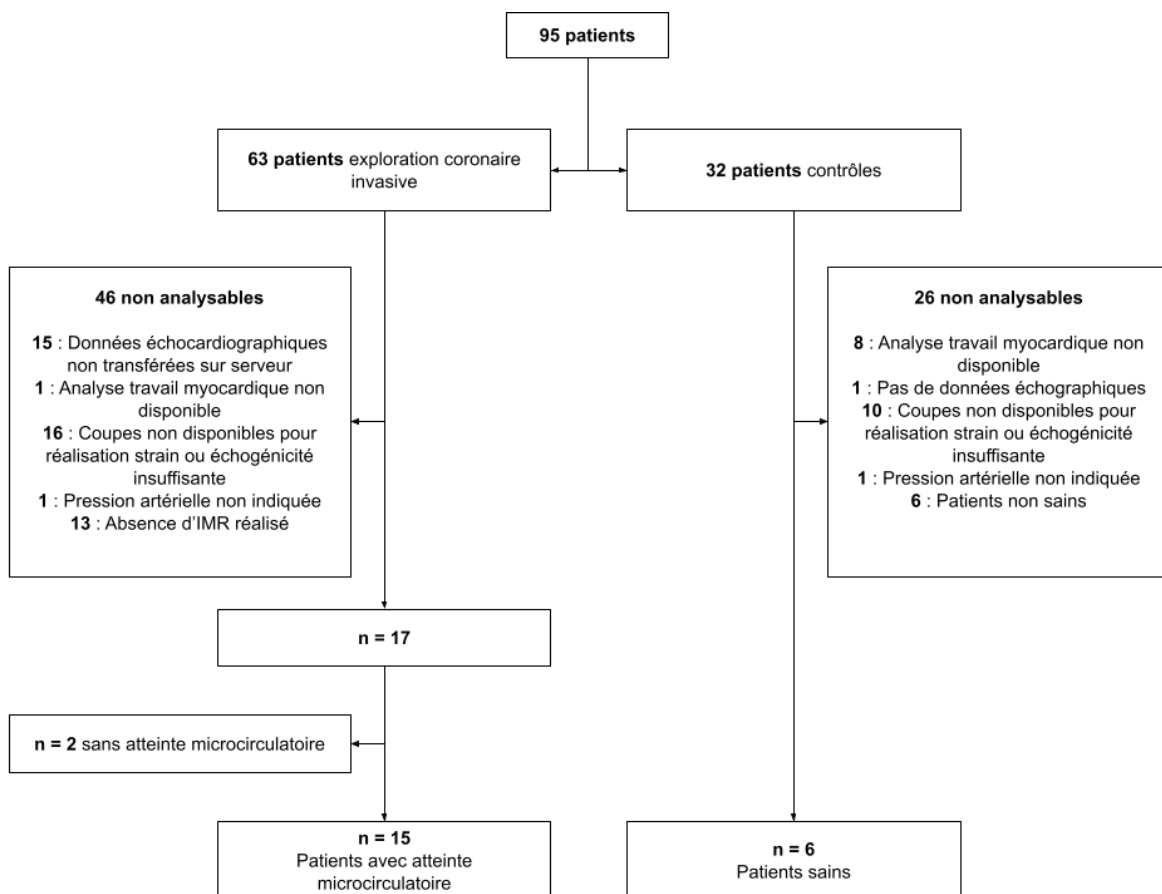 95 patients
63 patients exploration coronaire
invasive
32 patients contrôles
46 non analysables
15 : Données échocardiographiques
non transférées sur serveur
1 : Analyse travail myocardique non
disponible
16 : Coupes non disponibles pour
réalisation strain ou échogénicité
insuffisante
1 : Pression artérielle non indiquée
13 : Absence d'IMR réalisé
26 non analysables
8 : Analyse travail myocardique non
disponible
1 : Pas de données échographiques
10 : Coupes non disponibles pour
réalisation strain ou échogénicité
insuffisante
1 : Pression artérielle non indiquée
6 : Patients non sains
n = 17
n = 2 sans atteinte microcirculatoire
n = 15
Patients avec atteinte
microcirculatoire
n = 6
Patients sains